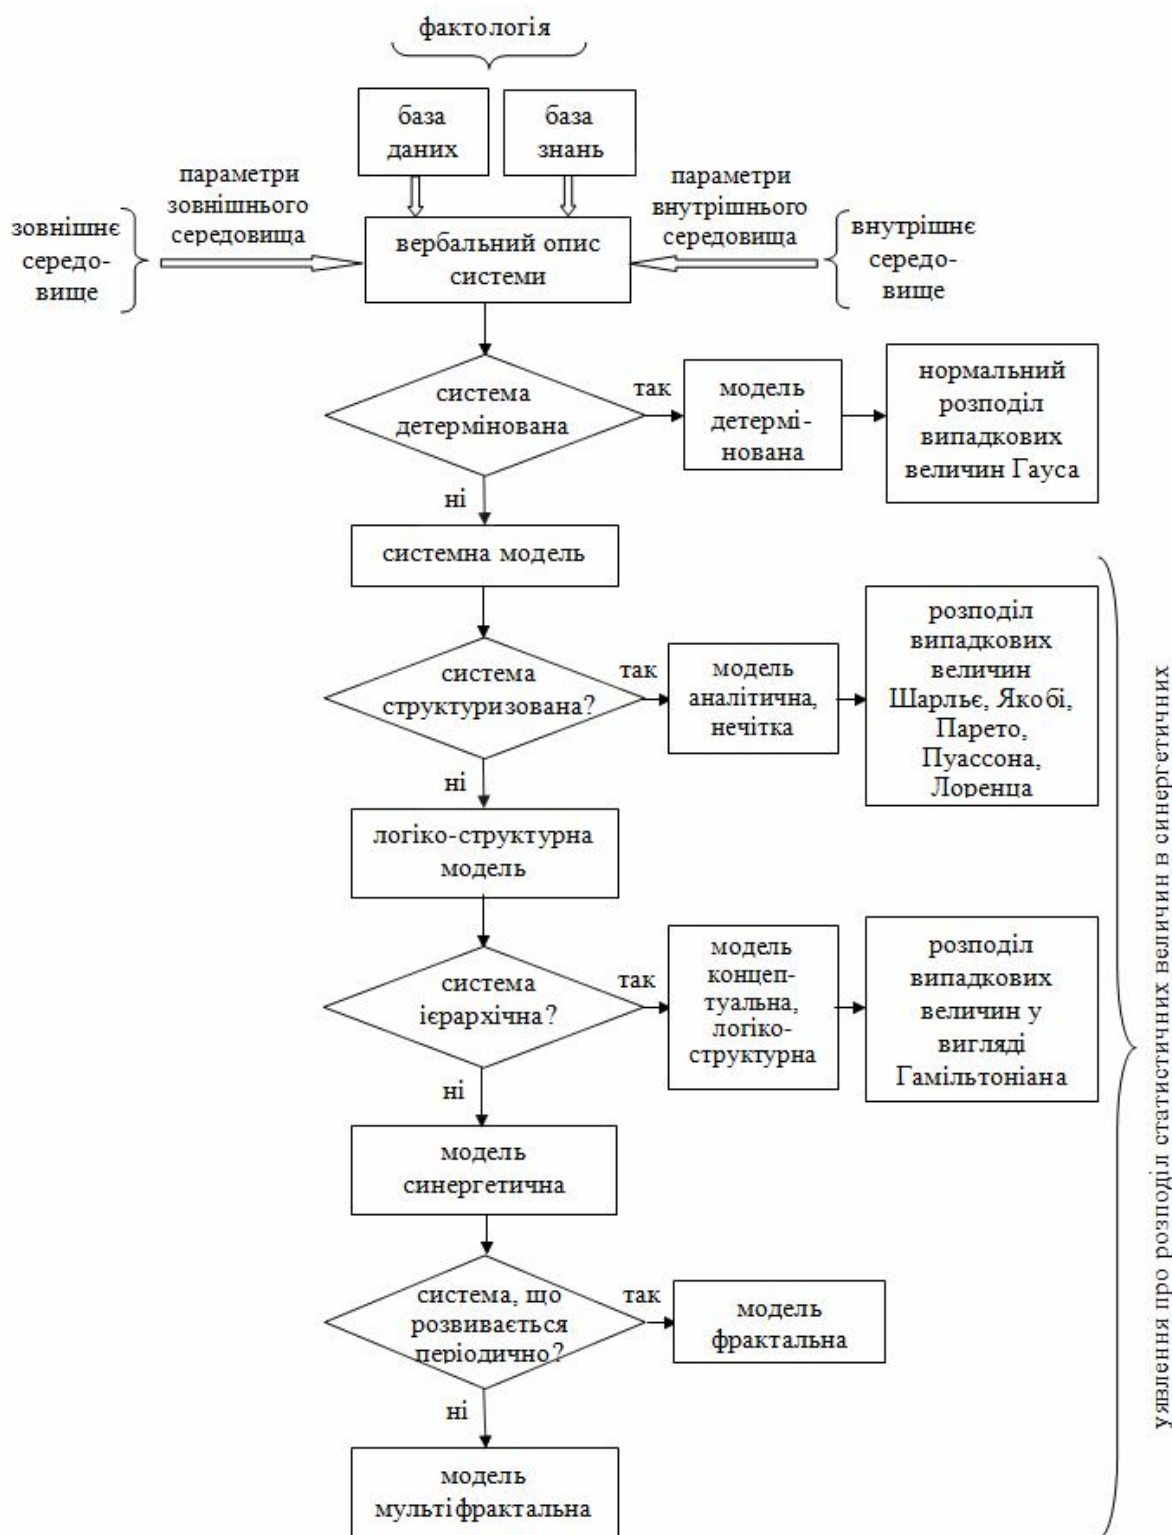 фактологія
база
даних
база
знань
параметри
зовнішнього
середовища
параметри
внутрішнього
середовища
зовнішнє
середо-
вище
вербальний опис
системи
внутрішнє
середо-
вище
система
детермінована
так
модель
детермі-
нована
нормальний
розподіл
випадкових
величин Гауса
ні
системна модель
система
структуризована?
так
модель
аналітична,
нечітка
розподіл
випадкових
величин
Шарльє, Якобі,
Парето,
Пуассона,
Лоренца
ні
логіко-структурна
модель
система
ієрархічна?
так
модель
концеп-
туальна,
логіко-
структурна
розподіл
випадкових
величин у
вигляді
Гамільтоніана
ні
модель
синергетична
система, що
розвивається
періодично?
так
модель
фрактальна
ні
модель
мультіфрактальна
уявлення про розподіл статистичних величин в синергетичних